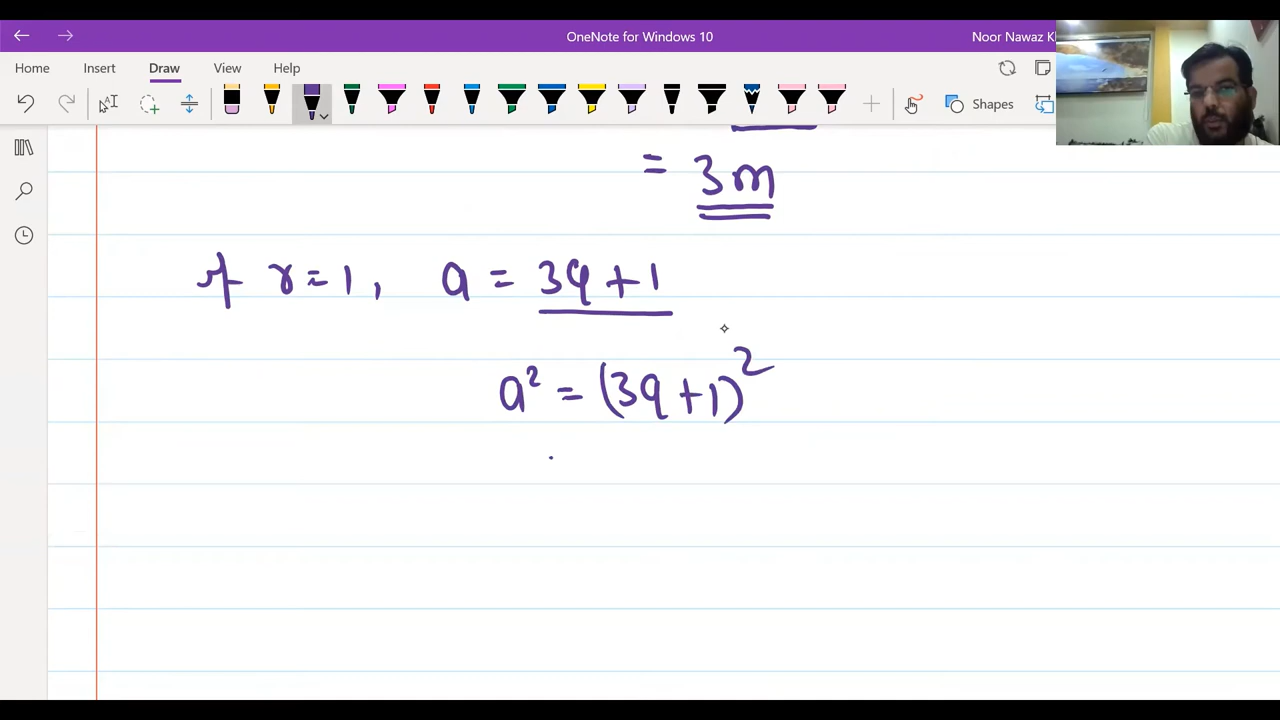 OneNote for Windows 10
Noor Nawaz K
Home Insert Draw View Help
Shapes
= 3m
if r = 1, a = 3q + 1
a² = (3q + 1)²